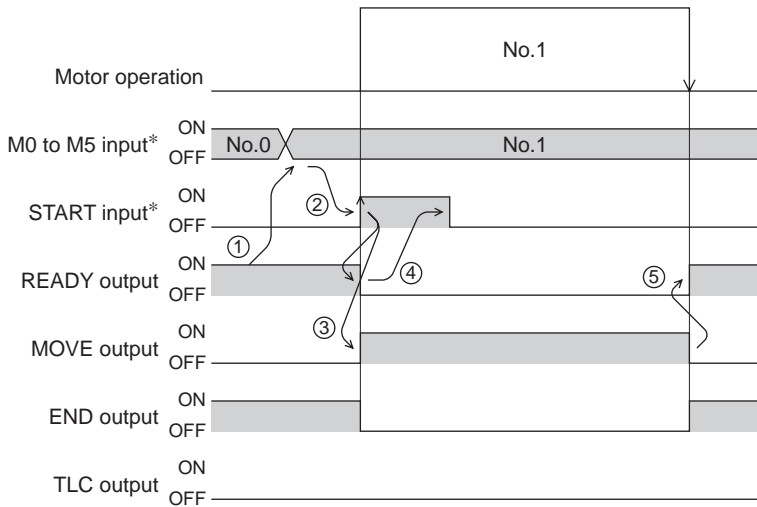 No.1
Motor operation
ON
M0 to M5 input*
No.0
No.1
OFF
ON
②
START input*
OFF
①
ON
④
⑤
READY output
OFF
③
ON
MOVE output
OFF
ON
END output
OFF
ON
TLC output
OFF